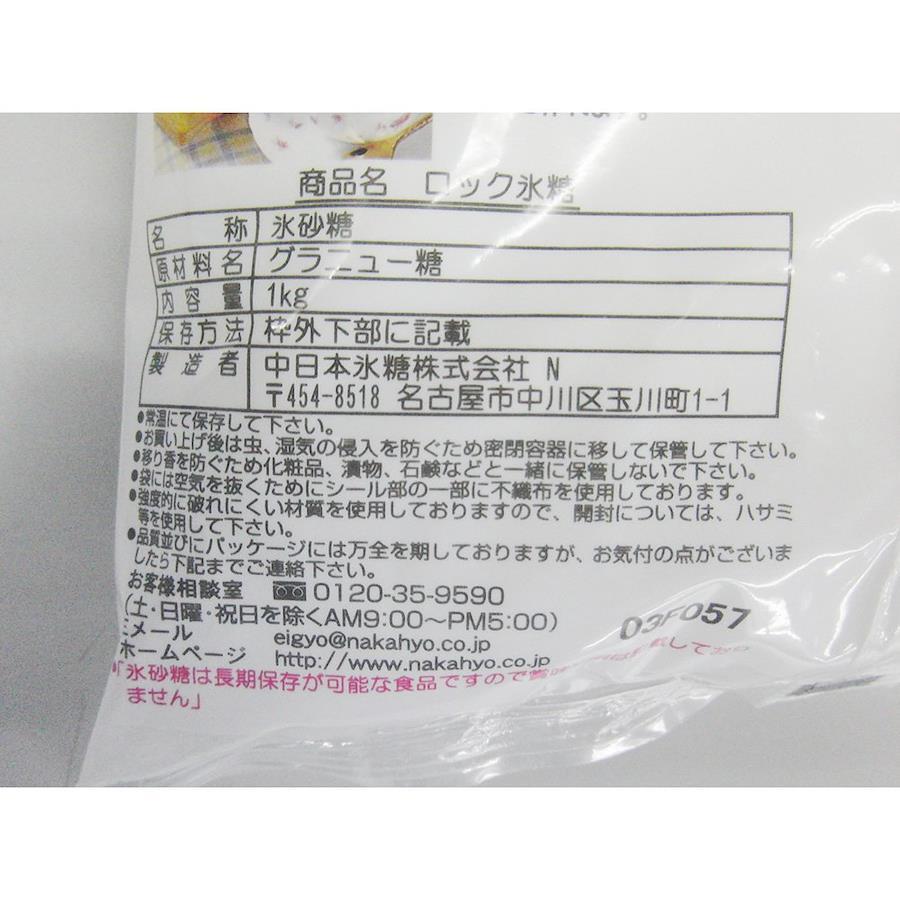 商品名 ロック氷糖
名称 氷砂糖
原材料名 グラニュー糖
内容量 1kg
保存方法 枠外下部に記載
製造者 中日本氷糖株式会社 N
〒454-8518 名古屋市中川区玉川町1-1
●常温にて保存して下さい。
●お買い上げ後は虫、湿気の侵入を防ぐため密閉容器に移して保管して下さい。
●移り香を防ぐため化粧品、漬物、石鹸などと一緒に保管しないで下さい。
●袋には空気を抜くためにシール部の一部に不織布を使用しております。
●強度的に破れにくい材質を使用しておりますので、開封については、ハサミ
等を使用して下さい。
●品質並びにパッケージには万全を期しておりますが、お気付の点がございま
したら下記までご連絡下さい。
お客様相談室 0120-35-9590
(土・日曜・祝日を除くAM9:00〜PM5:00)
Eメール eigyo@nakahyo.co.jp
ホームページ http://www.nakahyo.co.jp
03F057
●「氷砂糖は長期保存が可能な食品ですので賞味 載しており
ません」